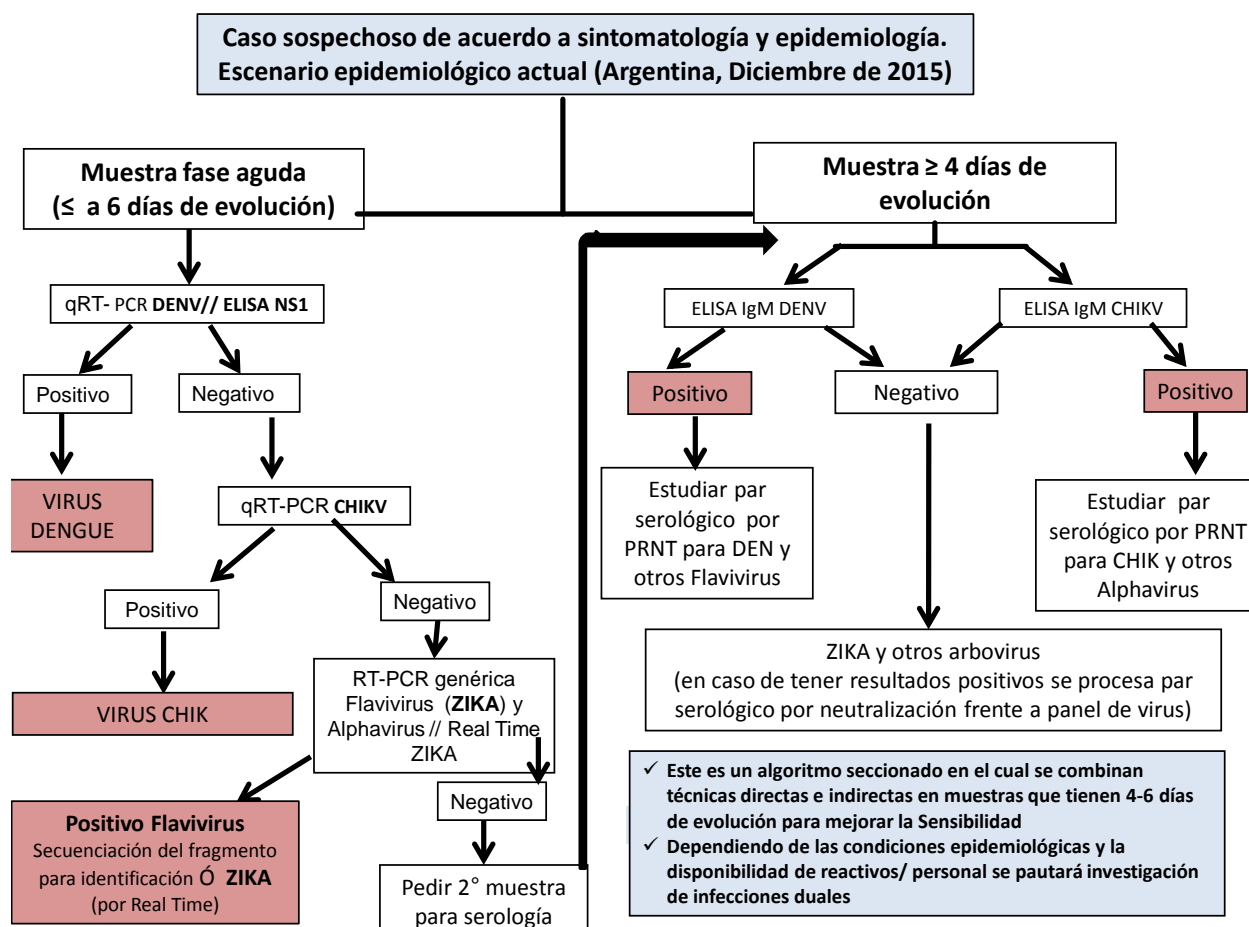 Caso sospechoso de acuerdo a sintomatología y epidemiología.
Escenario epidemiológico actual (Argentina, Diciembre de 2015)
Muestra fase aguda
(≤ a 6 días de evolución)
qRT- PCR DENV// ELISA NS1
Positivo
Negativo
VIRUS
DENGUE
qRT-PCR CHIKV
Positivo
Negativo
VIRUS CHIK
RT-PCR genérica
Flavivirus (ZIKA) y
Alphavirus // Real Time
ZIKA
Positivo Flavivirus
Secuenciación del fragmento
para identificación Ó ZIKA
(por Real Time)
Negativo
Pedir 2° muestra
para serología
Muestra ≥ 4 días de
evolución
ELISA IgM DENV
ELISA IgM CHIKV
Positivo
Negativo
Positivo
Estudiar par
serológico por
PRNT para DEN y
otros Flavivirus
Estudiar par
serológico por PRNT
para CHIK y otros
Alphavirus
ZIKA y otros arbovirus
(en caso de tener resultados positivos se procesa par
serológico por neutralización frente a panel de virus)
✓ Este es un algoritmo seccionado en el cual se combinan
técnicas directas e indirectas en muestras que tienen 4-6 días
de evolución para mejorar la Sensibilidad
✓ Dependiendo de las condiciones epidemiológicas y la
disponibilidad de reactivos/ personal se pautará investigación
de infecciones duales